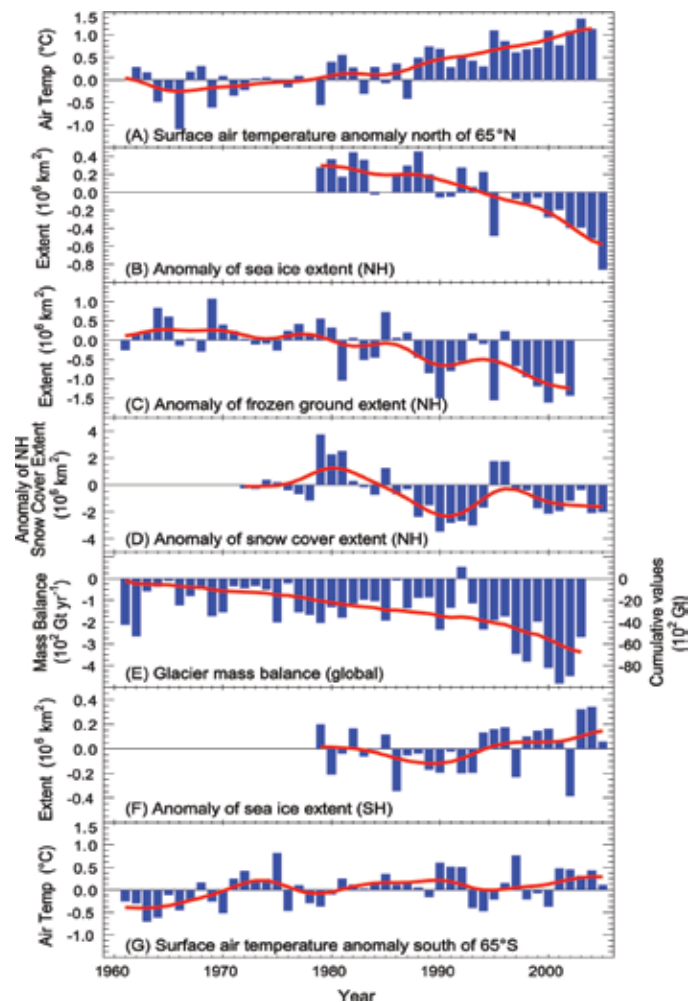 1.5
1.0
0.5
0.0
-0.5
-1.0
Air Temp (°C)
(A) Surface air temperature anomaly north of 65°N
0.4
0.2
0.0
-0.4
-0.8
Extent (10⁶ km²)
(B) Anomaly of sea ice extent (NH)
1.0
0.5
0.0
-0.5
-1.0
-1.5
Extent (10⁶ km²)
(C) Anomaly of frozen ground extent (NH)
4
2
0
-2
-4
Anomaly of NH
Snow Cover Extent
(10⁶ km²)
(D) Anomaly of snow cover extent (NH)
0
-1
-2
-3
-4
Mass Balance
(10² Gt yr⁻¹)
0
-20
-40
-60
-80
Cumulative values
(10² Gt)
(E) Glacier mass balance (global)
0.4
0.2
0.0
-0.2
-0.4
Extent (10⁶ km²)
(F) Anomaly of sea ice extent (SH)
1.5
1.0
0.5
0.0
-0.5
-1.0
Air Temp (°C)
(G) Surface air temperature anomaly south of 65°S
1960 1970 1980 1990 2000
Year